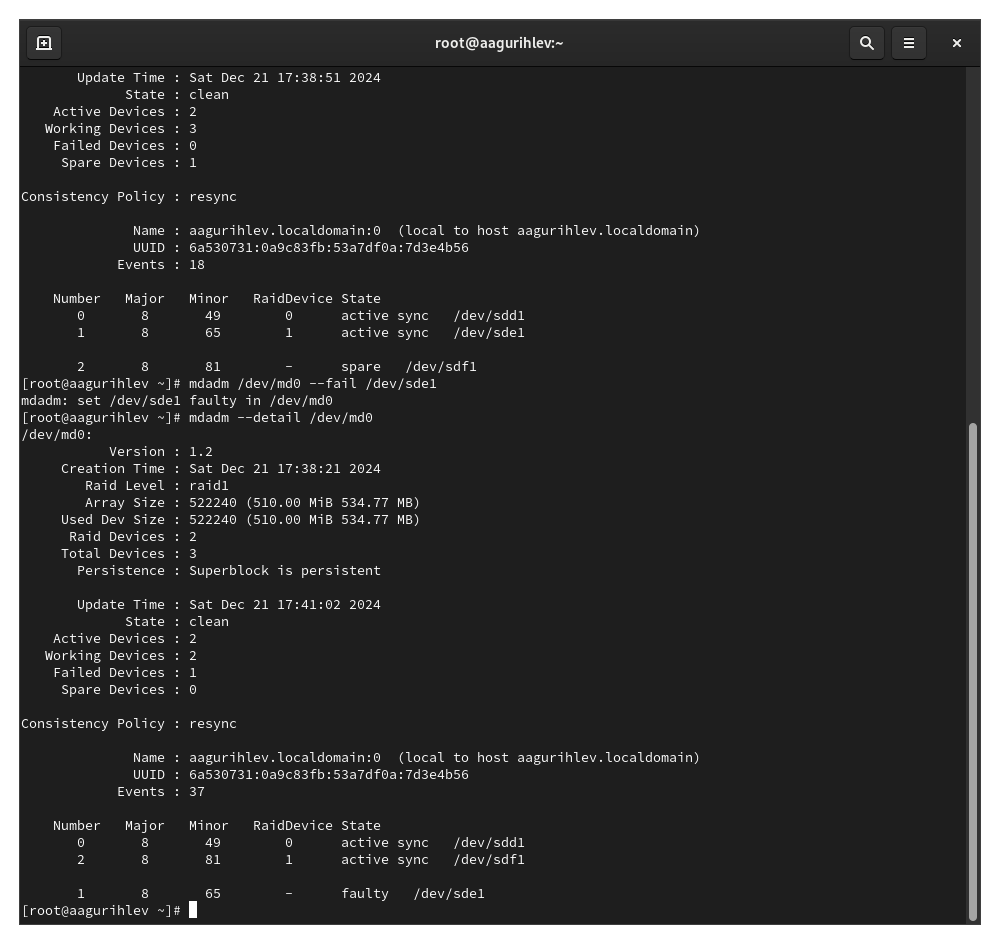 root@aagurihlev:~
Update Time : Sat Dec 21 17:38:51 2024
State : clean
Active Devices : 2
Working Devices : 3
Failed Devices : 0
Spare Devices : 1
Consistency Policy : resync
Name : aagurihlev.localdomain:0  (local to host aagurihlev.localdomain)
UUID : 6a530731:0a9c83fb:53a7df0a:7d3e4b56
Events : 18
Number   Major   Minor   RaidDevice State
0       8       49        0      active sync   /dev/sdd1
1       8       65        1      active sync   /dev/sde1
2       8       81        -      spare   /dev/sdf1
[root@aagurihlev ~]# mdadm /dev/md0 --fail /dev/sde1
mdadm: set /dev/sde1 faulty in /dev/md0
[root@aagurihlev ~]# mdadm --detail /dev/md0
/dev/md0:
Version : 1.2
Creation Time : Sat Dec 21 17:38:21 2024
Raid Level : raid1
Array Size : 522240 (510.00 MiB 534.77 MB)
Used Dev Size : 522240 (510.00 MiB 534.77 MB)
Raid Devices : 2
Total Devices : 3
Persistence : Superblock is persistent
Update Time : Sat Dec 21 17:41:02 2024
State : clean
Active Devices : 2
Working Devices : 2
Failed Devices : 1
Spare Devices : 0
Consistency Policy : resync
Name : aagurihlev.localdomain:0  (local to host aagurihlev.localdomain)
UUID : 6a530731:0a9c83fb:53a7df0a:7d3e4b56
Events : 37
Number   Major   Minor   RaidDevice State
0       8       49        0      active sync   /dev/sdd1
2       8       81        1      active sync   /dev/sdf1
1       8       65        -      faulty   /dev/sde1
[root@aagurihlev ~]#